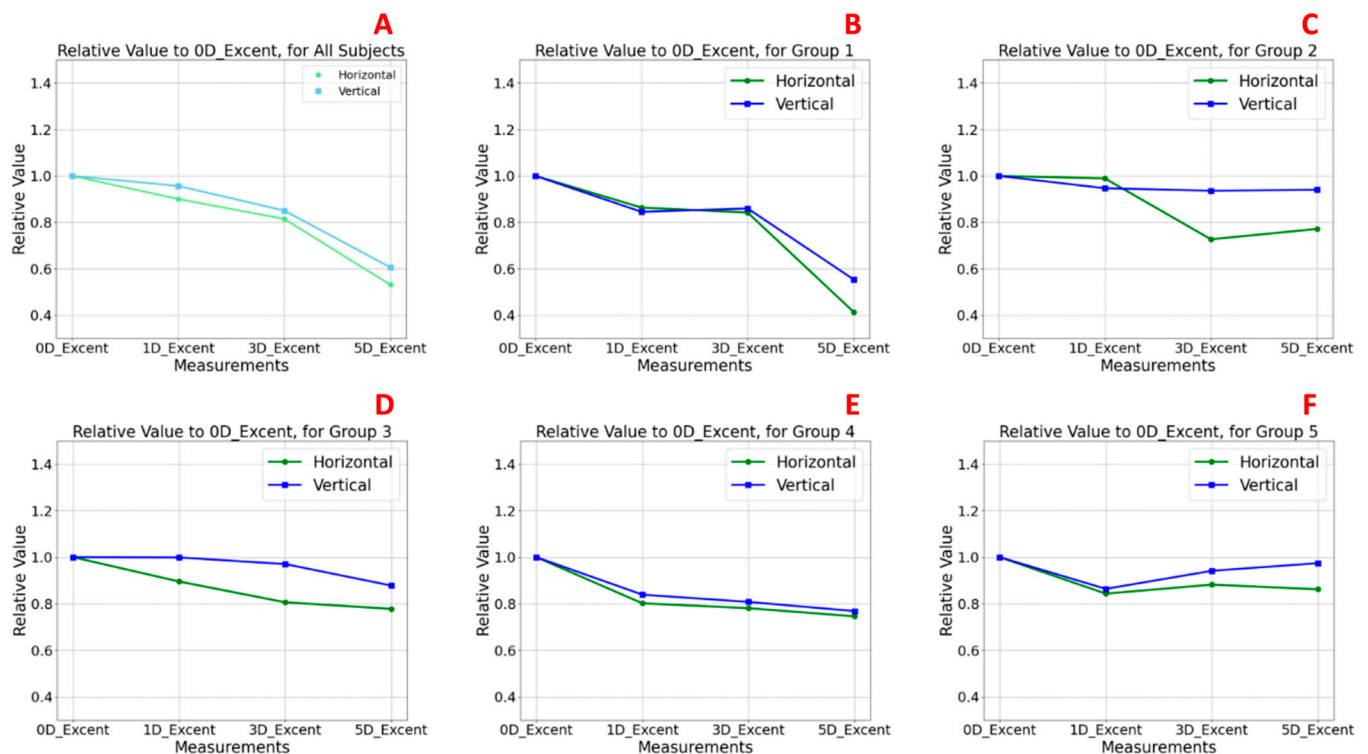 A
Relative Value to 0D_Excent, for All Subjects
Horizontal
Vertical
1.4
1.2
1.0
0.8
0.6
0.4
Relative Value
0D_Excent 1D_Excent 3D_Excent 5D_Excent
Measurements
B
Relative Value to 0D_Excent, for Group 1
Horizontal
Vertical
1.4
1.2
1.0
0.8
0.6
0.4
Relative Value
0D_Excent 1D_Excent 3D_Excent 5D_Excent
Measurements
C
Relative Value to 0D_Excent, for Group 2
Horizontal
Vertical
1.4
1.2
1.0
0.8
0.6
0.4
Relative Value
0D_Excent 1D_Excent 3D_Excent 5D_Excent
Measurements
D
Relative Value to 0D_Excent, for Group 3
Horizontal
Vertical
1.4
1.2
1.0
0.8
0.6
0.4
Relative Value
0D_Excent 1D_Excent 3D_Excent 5D_Excent
Measurements
E
Relative Value to 0D_Excent, for Group 4
Horizontal
Vertical
1.4
1.2
1.0
0.8
0.6
0.4
Relative Value
0D_Excent 1D_Excent 3D_Excent 5D_Excent
Measurements
F
Relative Value to 0D_Excent, for Group 5
Horizontal
Vertical
1.4
1.2
1.0
0.8
0.6
0.4
Relative Value
0D_Excent 1D_Excent 3D_Excent 5D_Excent
Measurements